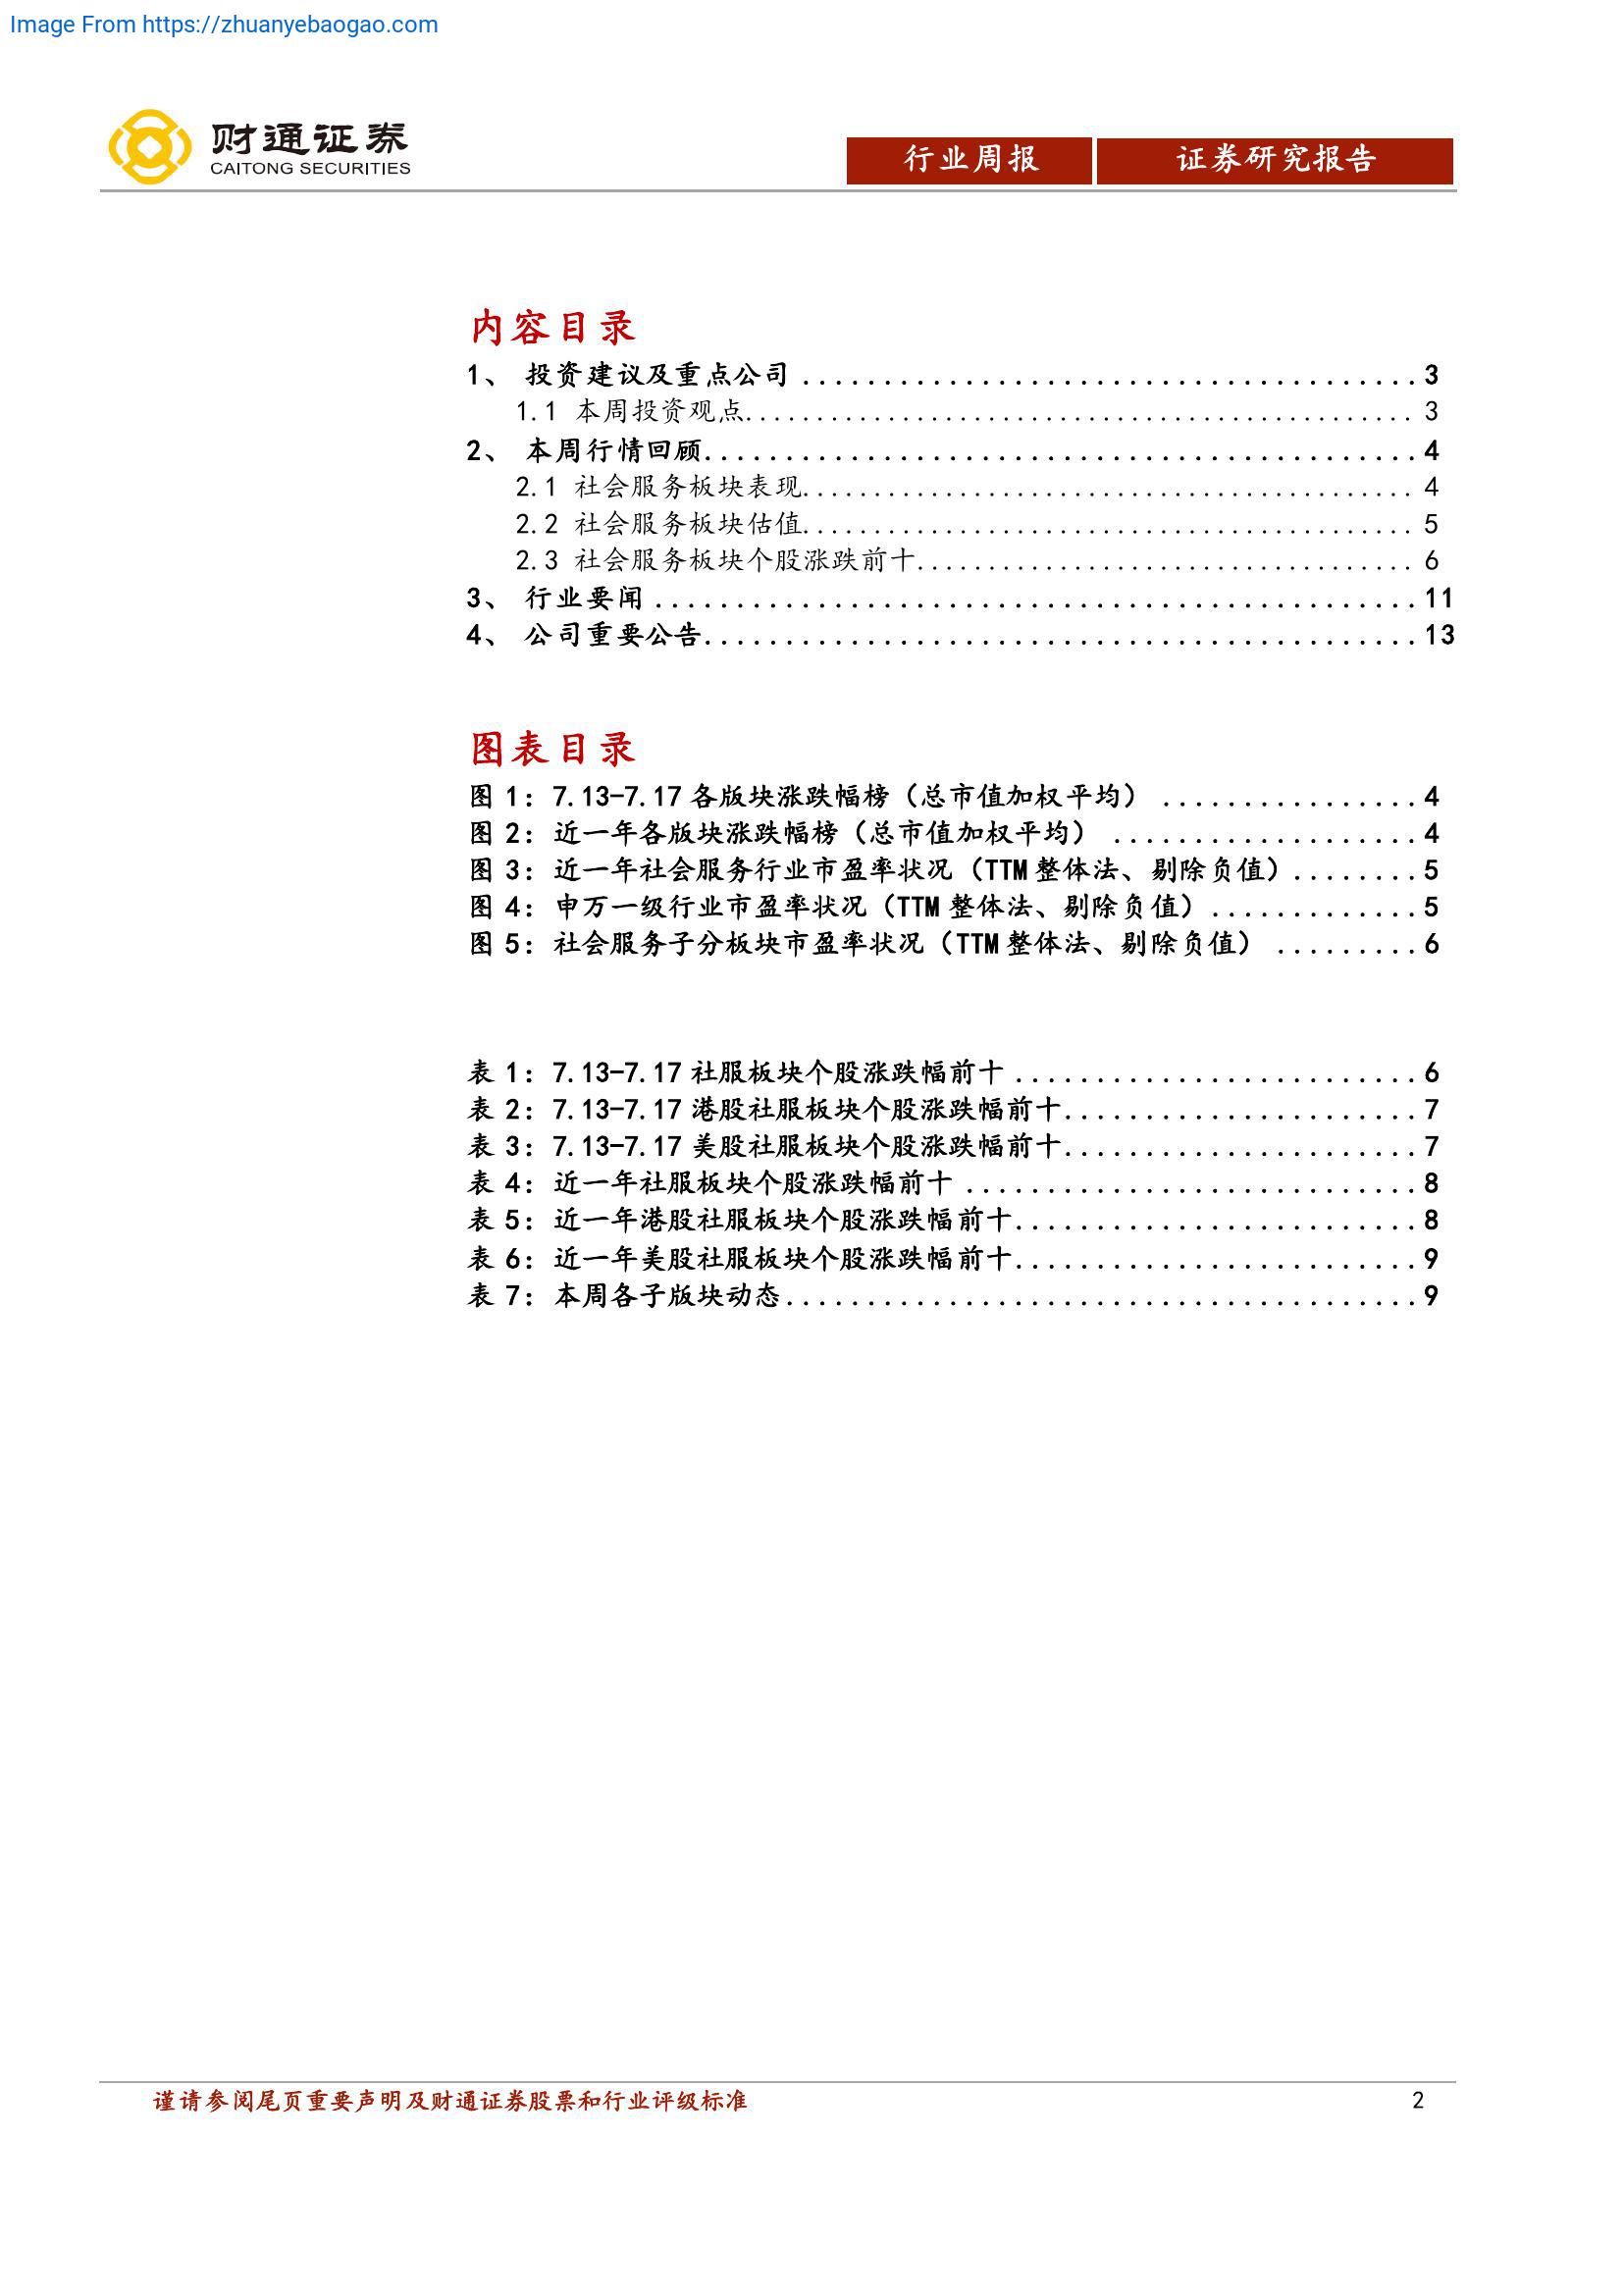 Image From https://zhuanyebaogao.com
财通证券
CAITONG SECURITIES
行业周报 证券研究报告
内容目录
1、 投资建议及重点公司 ...................................... 3
1.1 本周投资观点............................................... 3
2、 本周行情回顾............................................ 4
2.1 社会服务板块表现........................................... 4
2.2 社会服务板块估值........................................... 5
2.3 社会服务板块个股涨跌前十................................... 6
3、 行业要闻 ............................................... 11
4、 公司重要公告............................................ 13
图表目录
图 1：7.13-7.17 各版块涨跌幅榜（总市值加权平均） ................ 4
图 2：近一年各版块涨跌幅榜（总市值加权平均） ................... 4
图 3：近一年社会服务行业市盈率状况（TTM 整体法、剔除负值）........ 5
图 4：申万一级行业市盈率状况（TTM 整体法、剔除负值）............. 5
图 5：社会服务子分板块市盈率状况（TTM 整体法、剔除负值） ......... 6
表 1：7.13-7.17 社服板块个股涨跌幅前十 ......................... 6
表 2：7.13-7.17 港股社服板块个股涨跌幅前十...................... 7
表 3：7.13-7.17 美股社服板块个股涨跌幅前十...................... 7
表 4：近一年社服板块个股涨跌幅前十 ............................ 8
表 5：近一年港股社服板块个股涨跌幅前十......................... 8
表 6：近一年美股社服板块个股涨跌幅前十......................... 9
表 7：本周各子版块动态....................................... 9
谨请参阅尾页重要声明及财通证券股票和行业评级标准 2